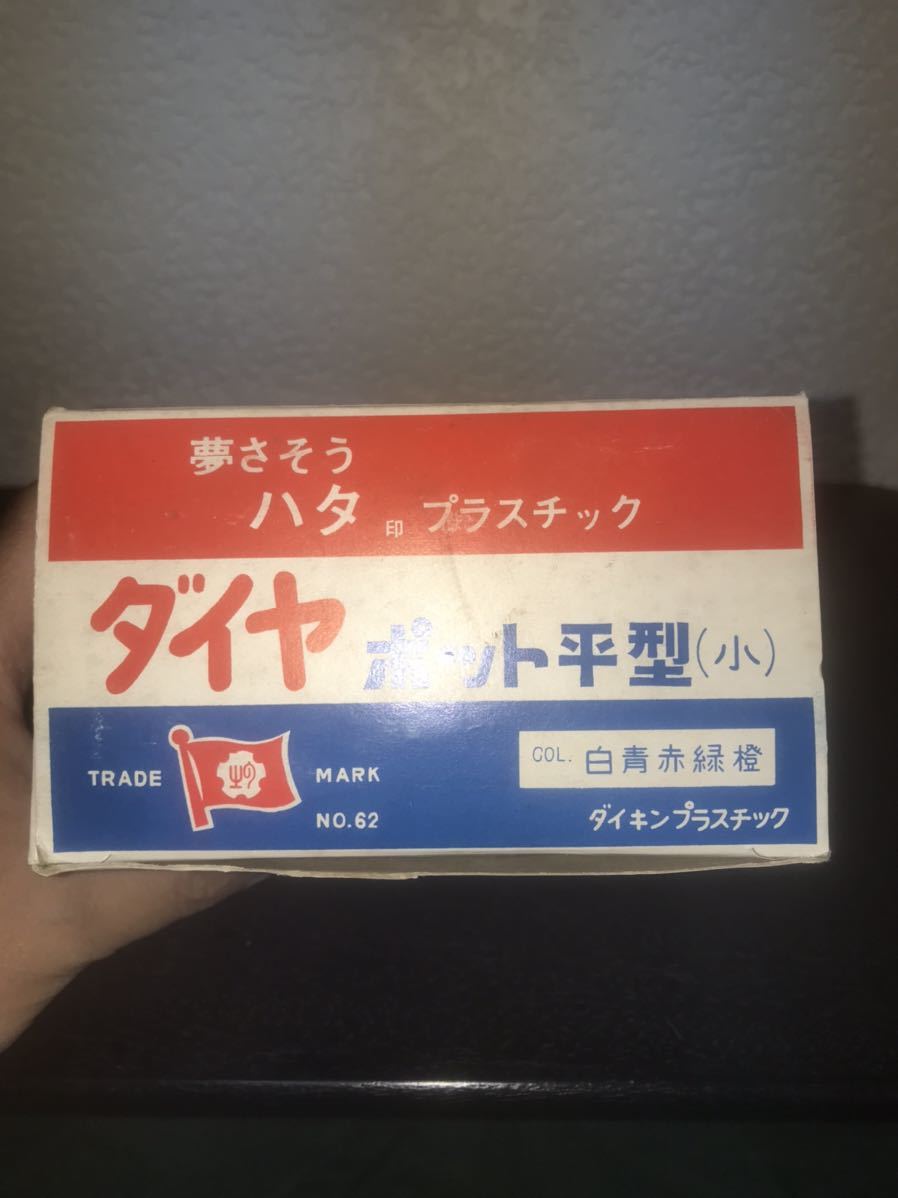 夢さそう
ハタ印 プラスチック
ダイヤ ポット平型(小)
TRADE MARK
NO.62
COL. 白青赤緑橙
ダイキンプラスチック